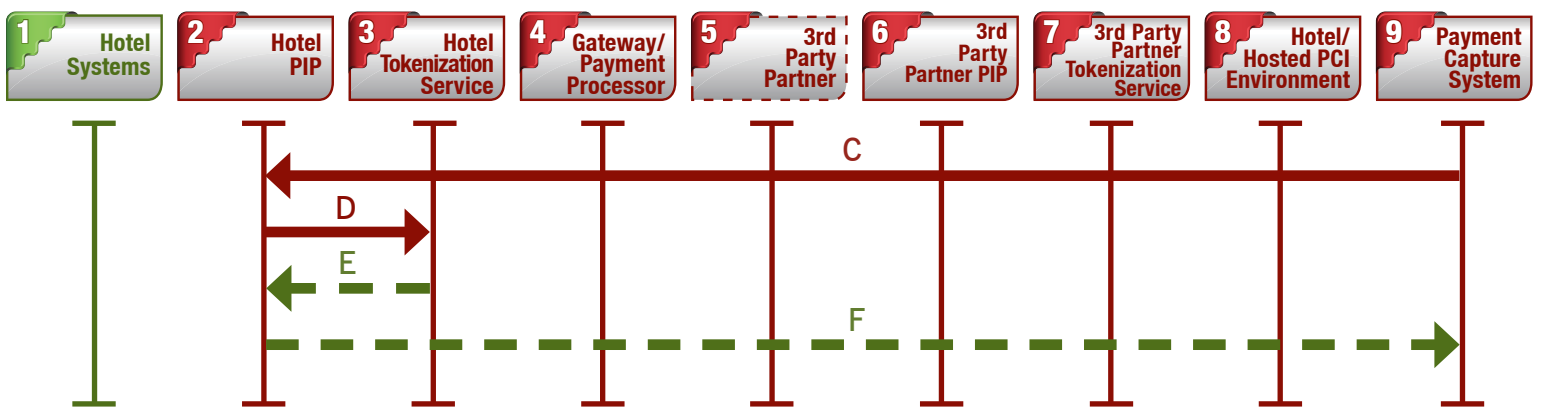 1
Hotel
Systems
2
Hotel
PIP
3
Hotel
Tokenization
Service
4
Gateway/
Payment
Processor
5
3rd
Party
Partner
6
3rd
Party
Partner PIP
7
3rd Party
Partner
Tokenization
Service
8
Hotel/
Hosted PCI
Environment
9
Payment
Capture
System
C
D
E
F